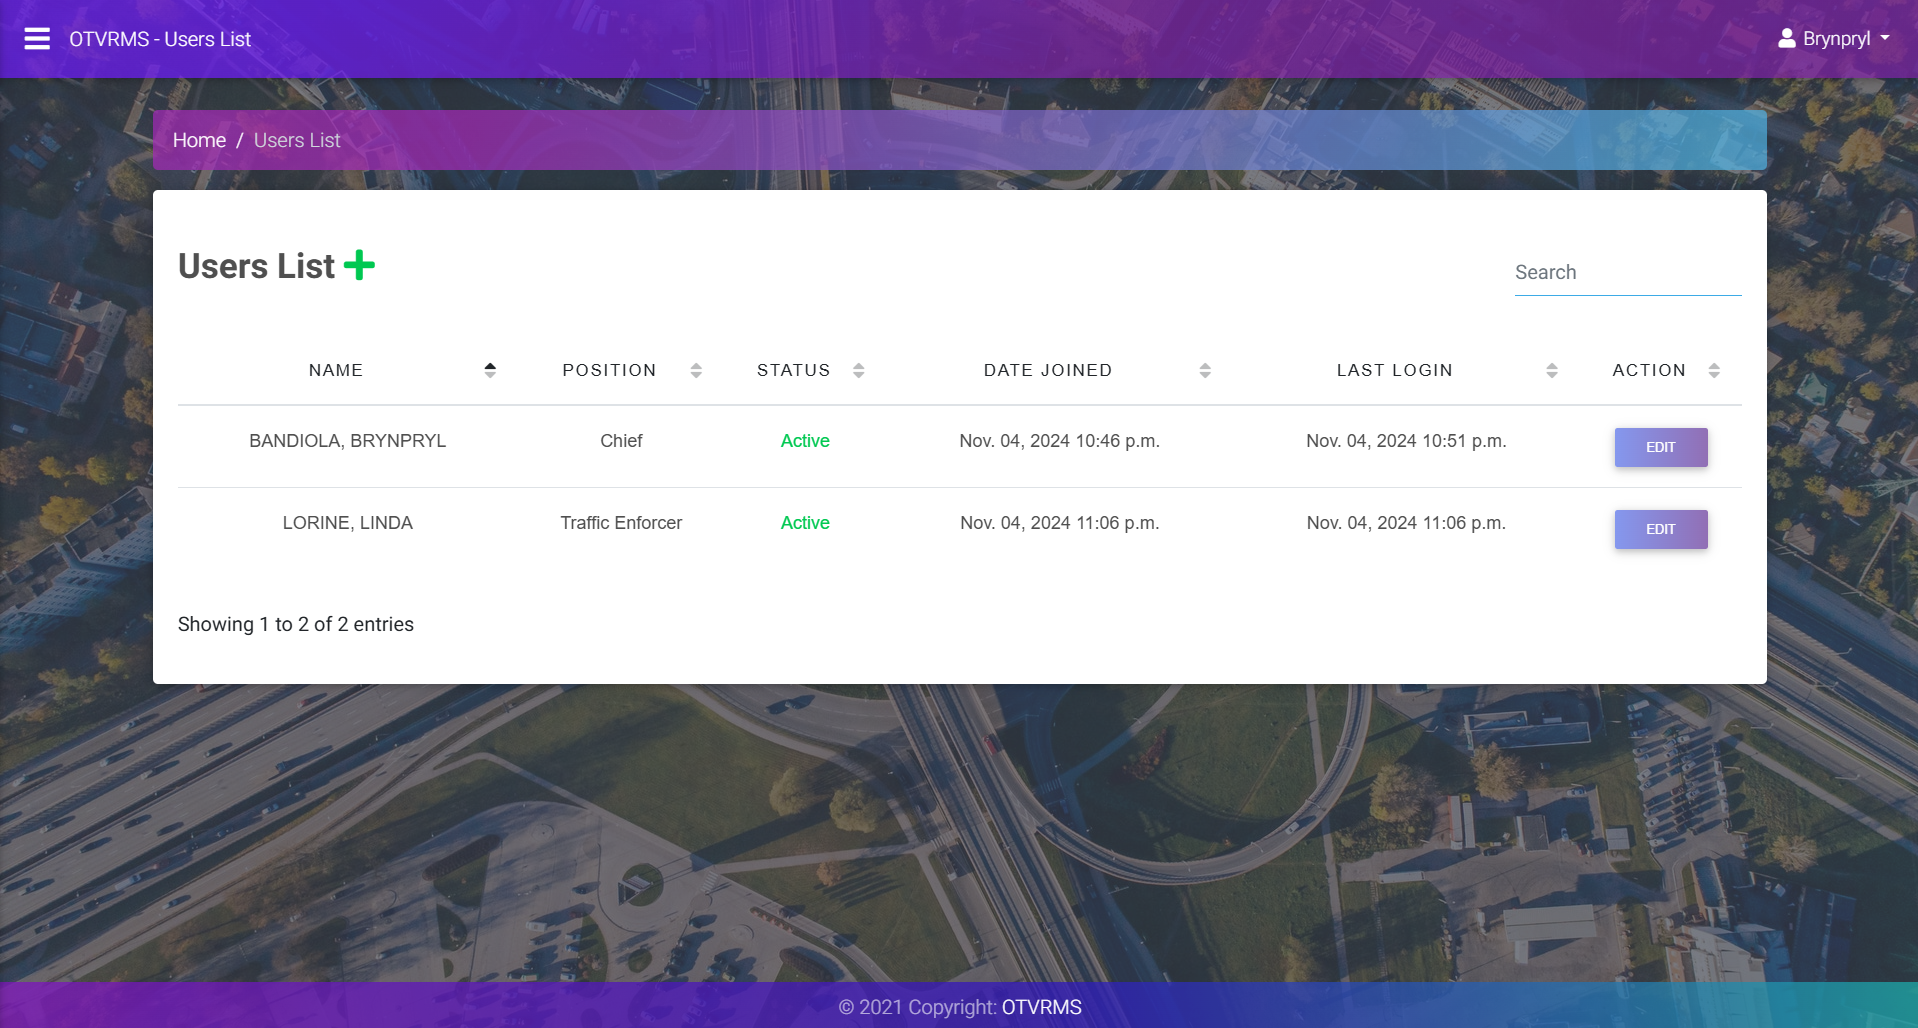 OTVRMS - Users List
Brynpryl
Home / Users List
Users List
Search
NAME POSITION STATUS DATE JOINED LAST LOGIN ACTION
BANDIOLA, BRYNPRYL Chief Active Nov. 04, 2024 10:46 p.m. Nov. 04, 2024 10:51 p.m. EDIT
LORINE, LINDA Traffic Enforcer Active Nov. 04, 2024 11:06 p.m. Nov. 04, 2024 11:06 p.m. EDIT
Showing 1 to 2 of 2 entries
© 2021 Copyright: OTVRMS